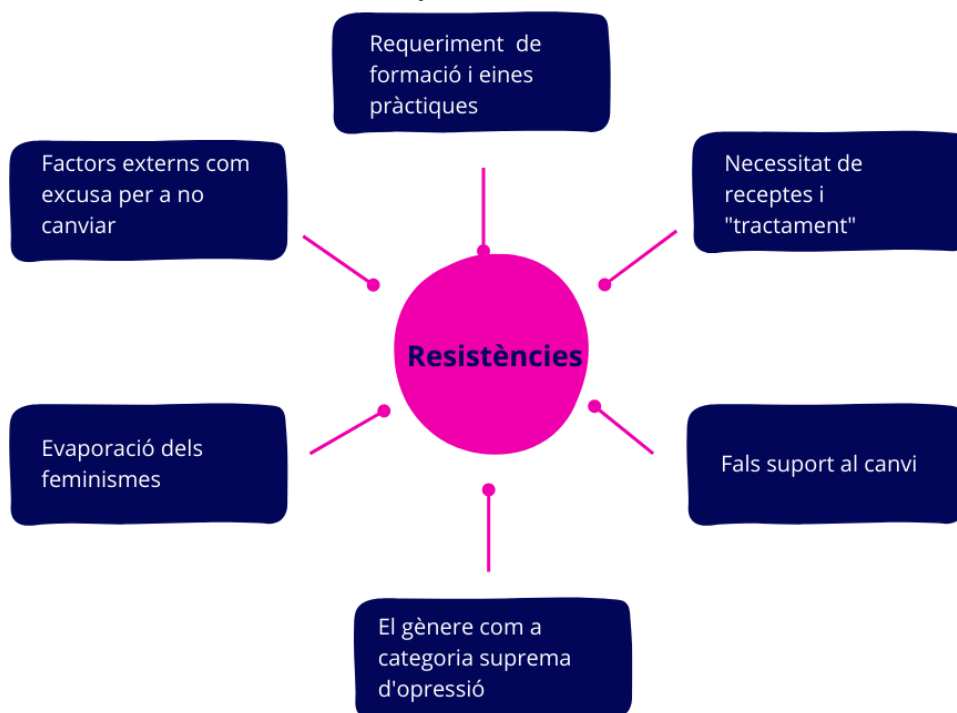 Requeriment de
formació i eines
pràctiques
Factors externs com
excusa per a no
canviar
Necessitat de
receptes i
"tractament"
Resistències
Evaporació dels
feminismes
Fals suport al canvi
El gènere com a
categoria suprema
d'opressió